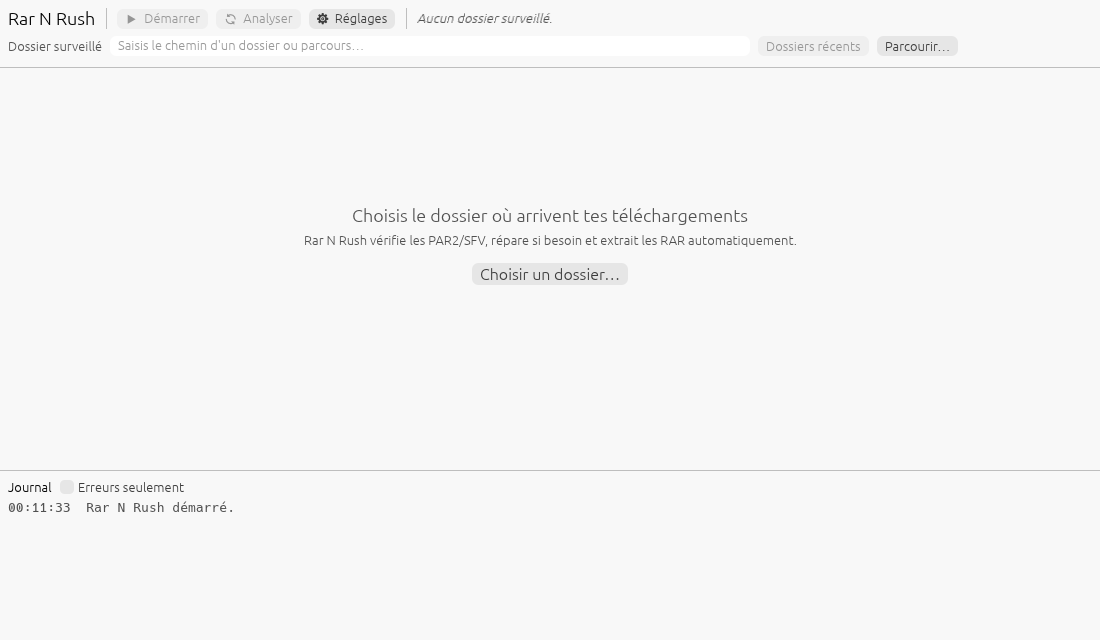 Rar N Rush ▶ Démarrer Analyser Réglages Aucun dossier surveillé.
Dossier surveillé Saisis le chemin d'un dossier ou parcours… Dossiers récents Parcourir…
Choisis le dossier où arrivent tes téléchargements
Rar N Rush vérifie les PAR2/SFV, répare si besoin et extrait les RAR automatiquement.
Choisir un dossier…
Journal Erreurs seulement
00:11:33 Rar N Rush démarré.